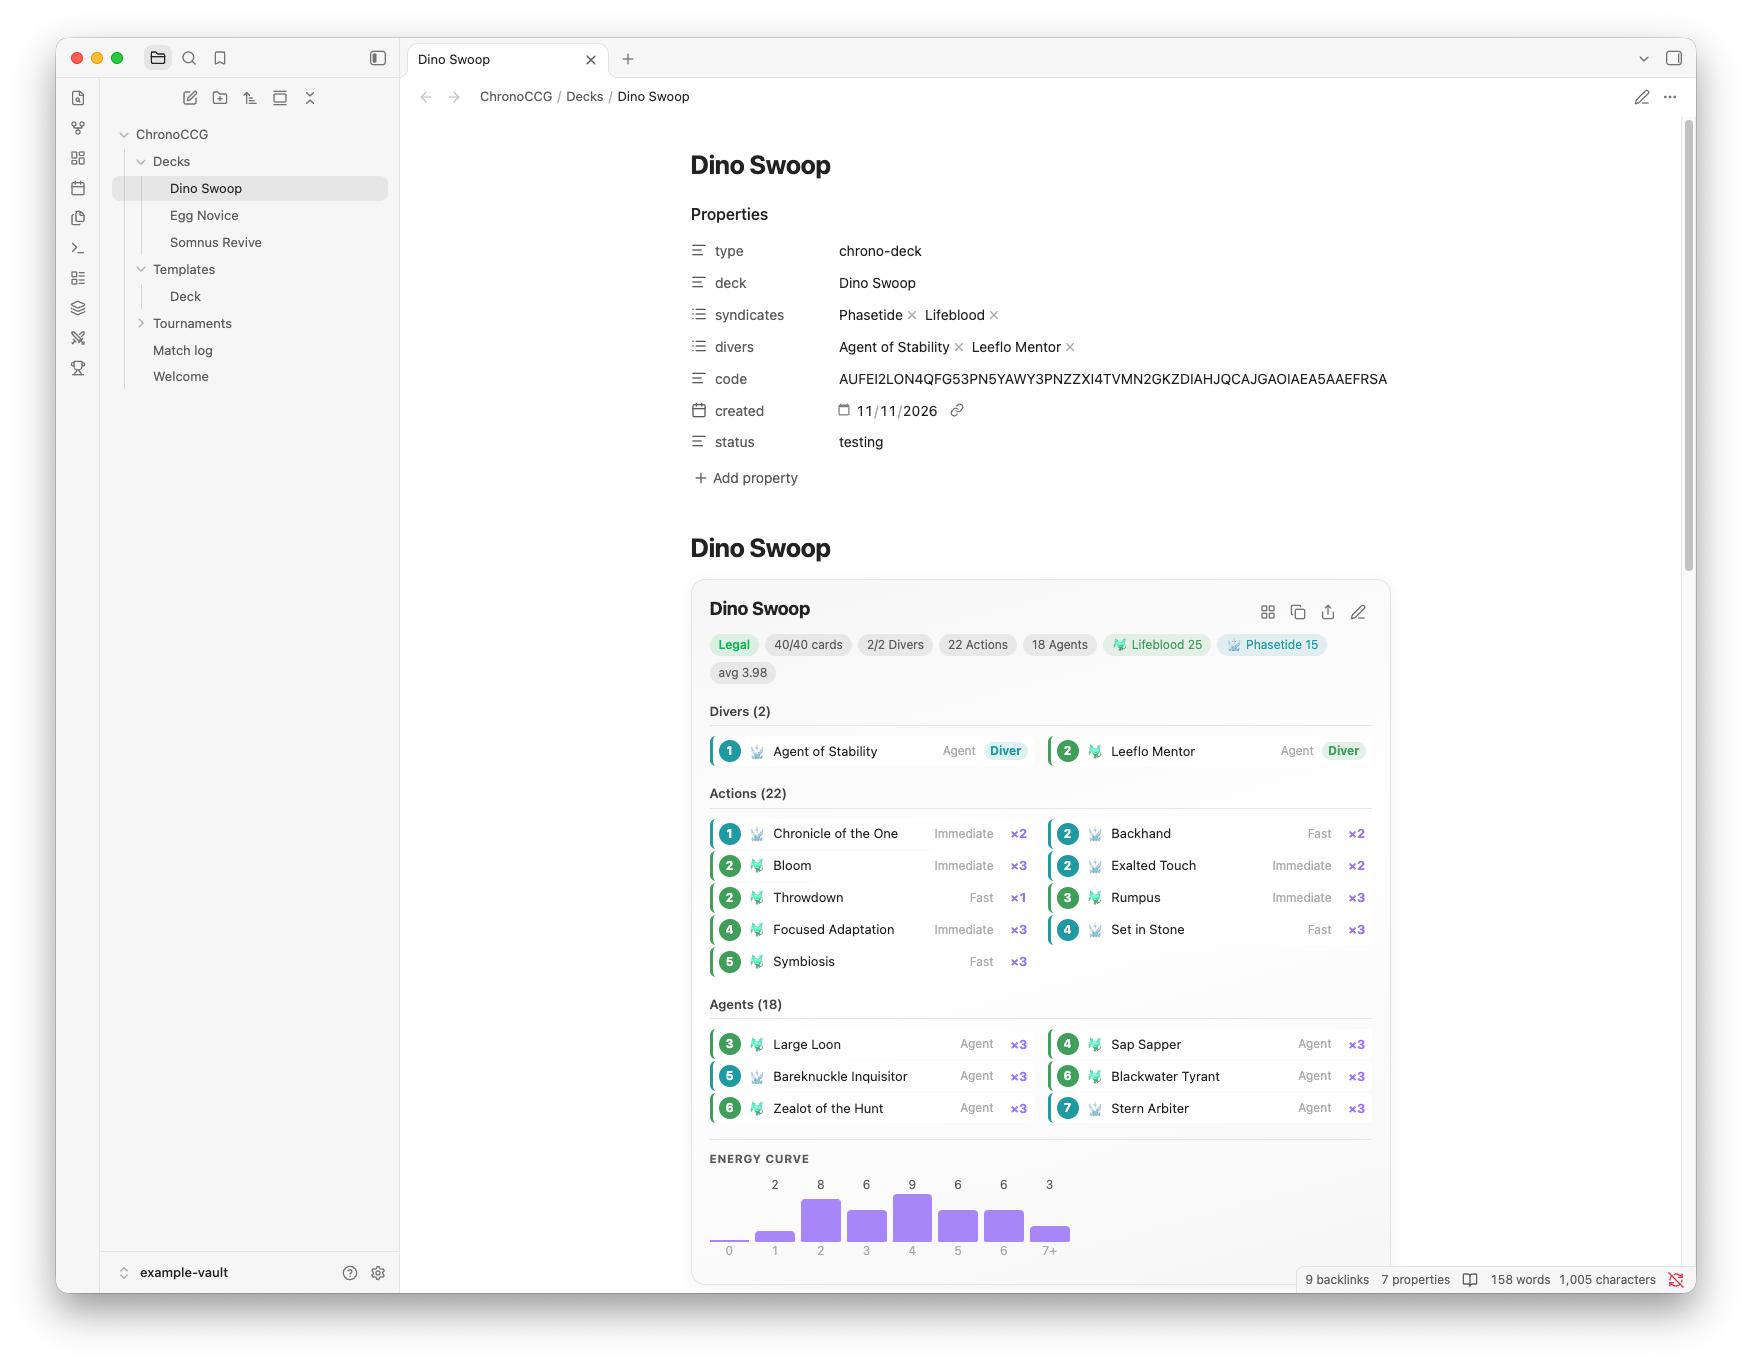 Dino Swoop
ChronoCCG / Decks / Dino Swoop
ChronoCCG
Decks
Dino Swoop
Egg Novice
Somnus Revive
Templates
Deck
Tournaments
Match log
Welcome
example-vault
Dino Swoop
Properties
type chrono-deck
deck Dino Swoop
syndicates Phasetide Lifeblood
divers Agent of Stability Leeflo Mentor
code AUFEI2LON4QFG53PN5YAWY3PNZZXI4TVMN2GKZDIAHJQCAJGAOIAEA5AAEFRSA
created 11/11/2026
status testing
Add property
Dino Swoop
Dino Swoop
Legal 40/40 cards 2/2 Divers 22 Actions 18 Agents Lifeblood 25 Phasetide 15
avg 3.98
Divers (2)
1 Agent of Stability Agent Diver 2 Leeflo Mentor Agent Diver
Actions (22)
1 Chronicle of the One Immediate ×2 2 Backhand Fast ×2
2 Bloom Immediate ×3 2 Exalted Touch Immediate ×2
2 Throwdown Fast ×1 3 Rumpus Immediate ×3
4 Focused Adaptation Immediate ×3 4 Set in Stone Fast ×3
5 Symbiosis Fast ×3
Agents (18)
3 Large Loon Agent ×3 4 Sap Sapper Agent ×3
5 Bareknuckle Inquisitor Agent ×3 6 Blackwater Tyrant Agent ×3
6 Zealot of the Hunt Agent ×3 7 Stern Arbiter Agent ×3
ENERGY CURVE
2 8 6 9 6 6 3
0 1 2 3 4 5 6 7+
9 backlinks 7 properties 158 words 1,005 characters